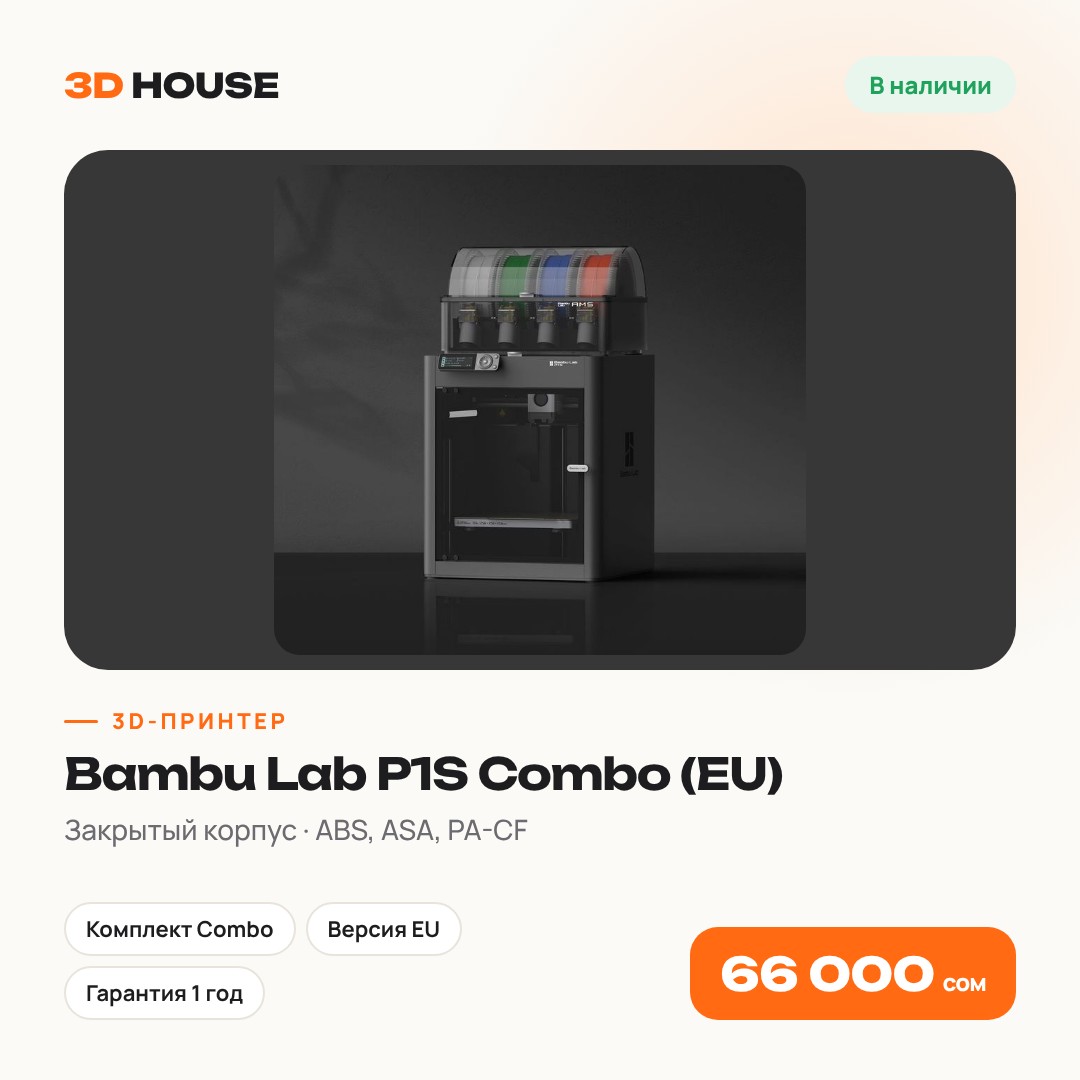 3D HOUSE
В наличии
AMS
3D-ПРИНТЕР
Bambu Lab P1S Combo (EU)
Закрытый корпус · ABS, ASA, PA-CF
Комплект Combo
Версия EU
Гарантия 1 год
66 000 сом